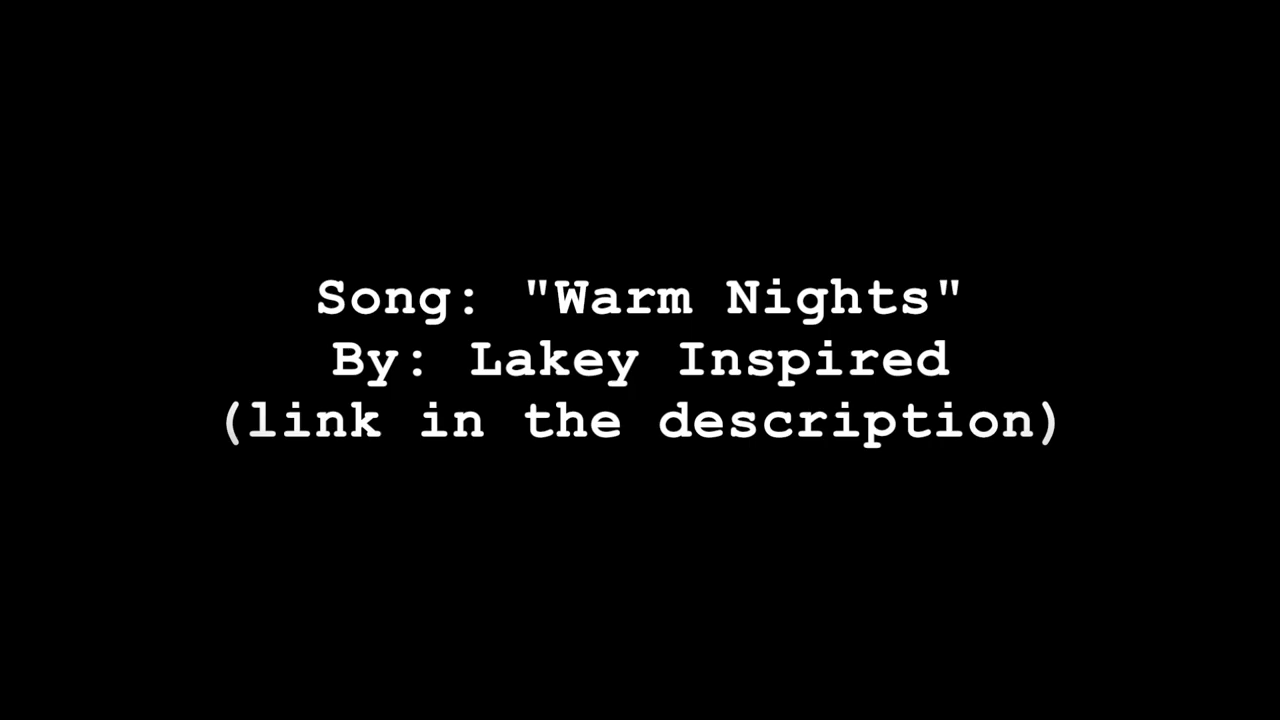 Song: "Warm Nights"
By: Lakey Inspired
(link in the description)